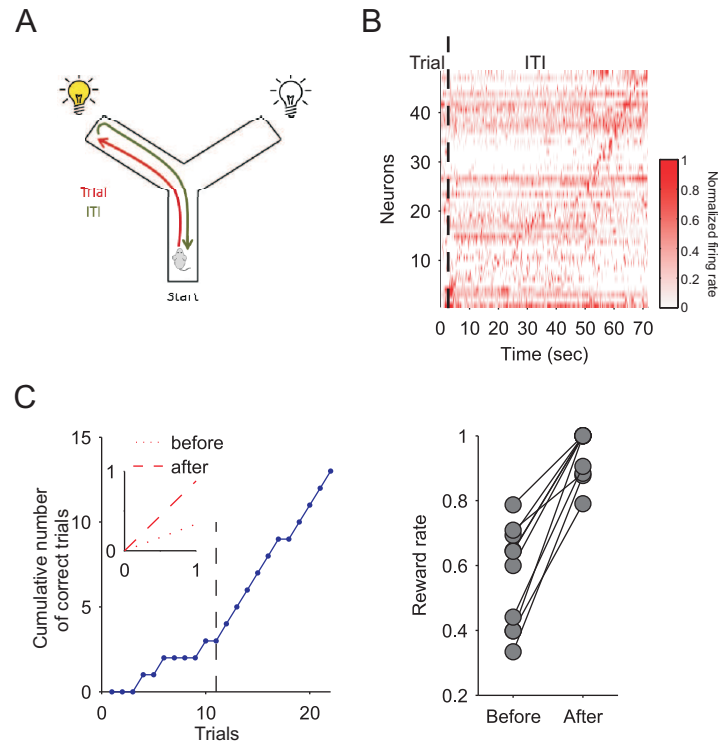 A
Trial
ITI
Start
B
Trial
ITI
Neurons
40
30
20
10
0 10 20 30 40 50 60 70
Time (sec)
1
0.8
0.6
0.4
0.2
0
Normalized firing rate
C
Cumulative number
of correct trials
15
10
5
0
0 10 20
Trials
before
after
1
0
0 1
Reward rate
1
0.8
0.6
0.4
0.2
Before After